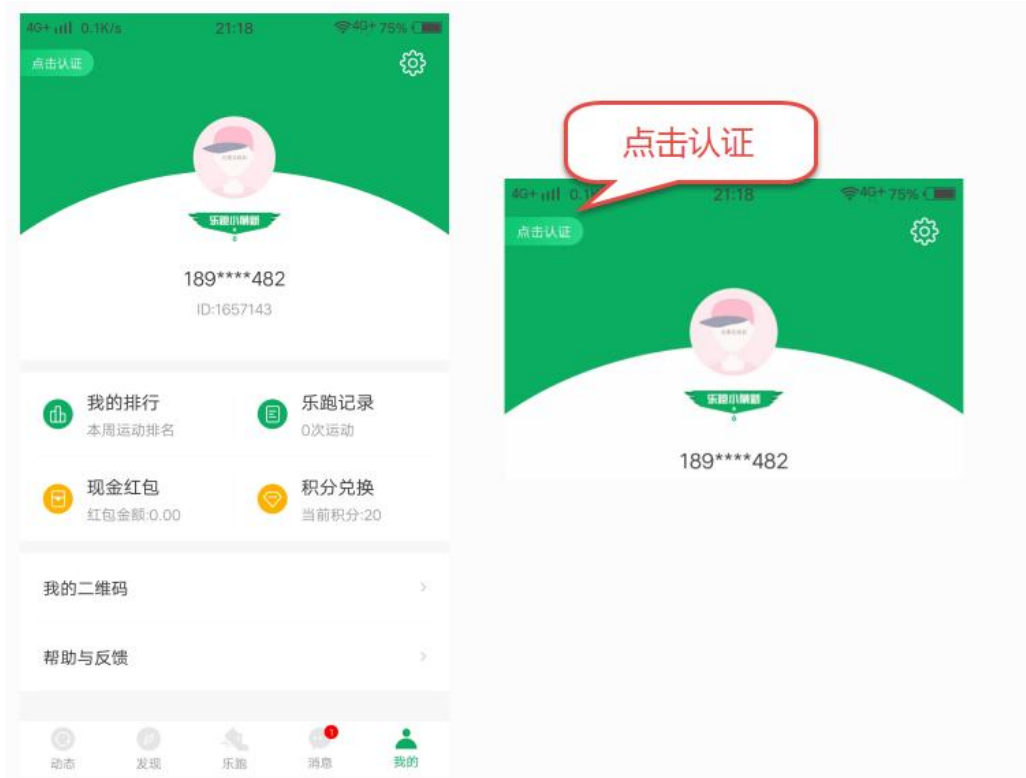 4G+ 0.1K/s 21:18 4G+ 75%
点击认证
乐跑小萌新
189****482
ID:1657143
我的排行
本周运动排名
乐跑记录
0次运动
现金红包
红包金额:0.00
积分兑换
当前积分:20
我的二维码
帮助与反馈
1
动态 发现 乐跑 消息 我的
点击认证
4G+ 0.1K 21:18 4G+ 75%
点击认证
乐跑小萌新
189****482